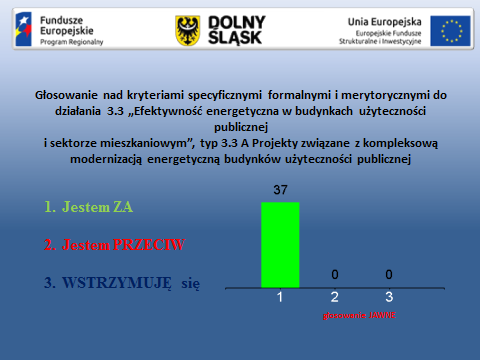 Fundusze
Europejskie
Program Regionalny
DOLNY
ŚLĄSK
Unia Europejska
Europejskie Fundusze
Strukturalne i Inwestycyjne
Głosowanie nad kryteriami specyficznymi formalnymi i merytorycznymi do
działania 3.3 „Efektywność energetyczna w budynkach użyteczności
publicznej
i sektorze mieszkaniowym”, typ 3.3 A Projekty związane z kompleksową
modernizacją energetyczną budynków użyteczności publicznej
1. Jestem ZA
2. Jestem PRZECIW
3. WSTRZYMUJĘ się
37
0
0
1
2
3
głosowanie JAWNE